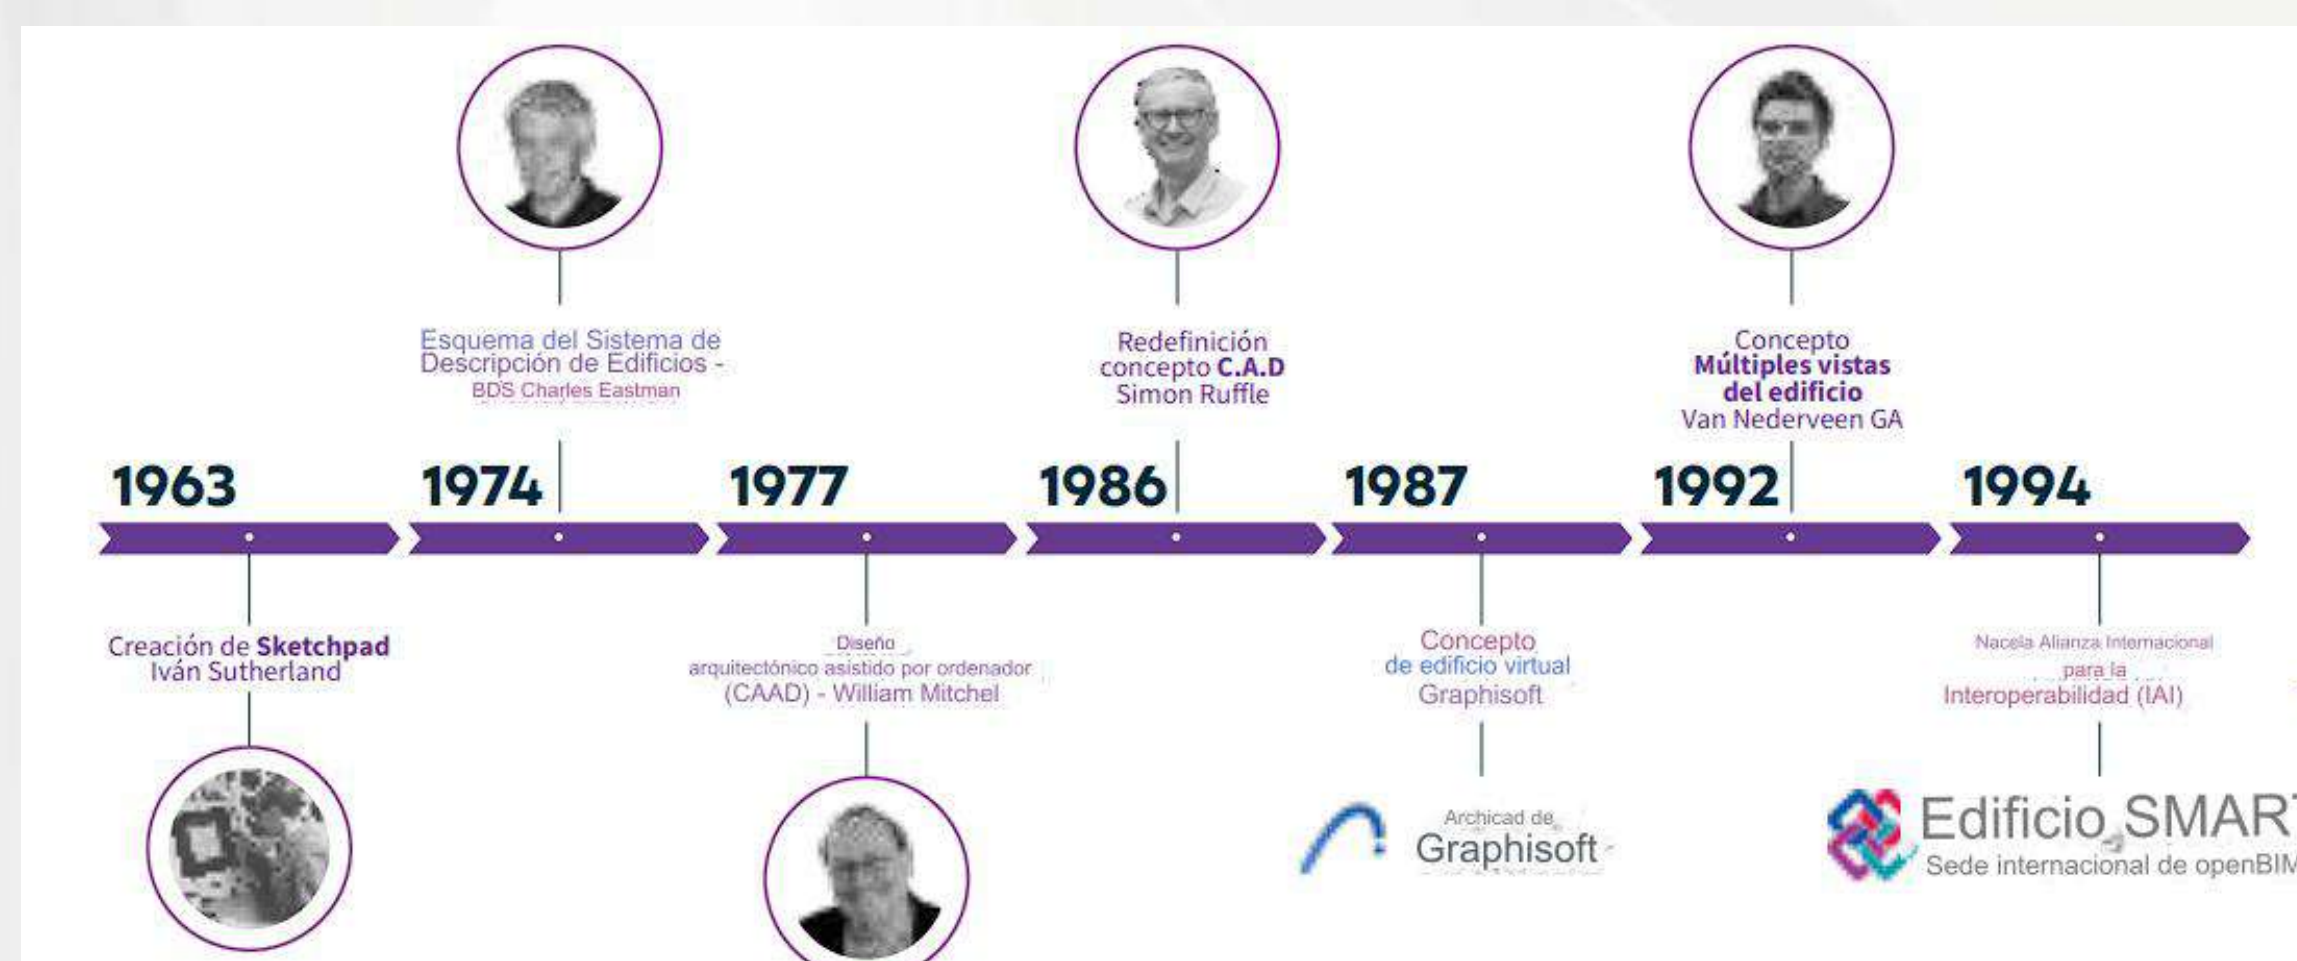 Esquema del Sistema de
Descripción de Edificios -
BDS Charles Eastman
Redefinición
concepto C.A.D
Simon Ruffle
Concepto
Múltiples vistas
del edificio
Van Nederveen GA
1963
1974
1977
1986
1987
1992
1994
Creación de Sketchpad
Iván Sutherland
Diseño
arquitectónico asistido por ordenador
(CAAD) - William Mitchel
Concepto
de edificio virtual
Graphisoft
Nacela Alianza Internacional
para la
Interoperabilidad (IAI)
Archicad de
Graphisoft
Edificio SMART
Sede internacional de openBIM